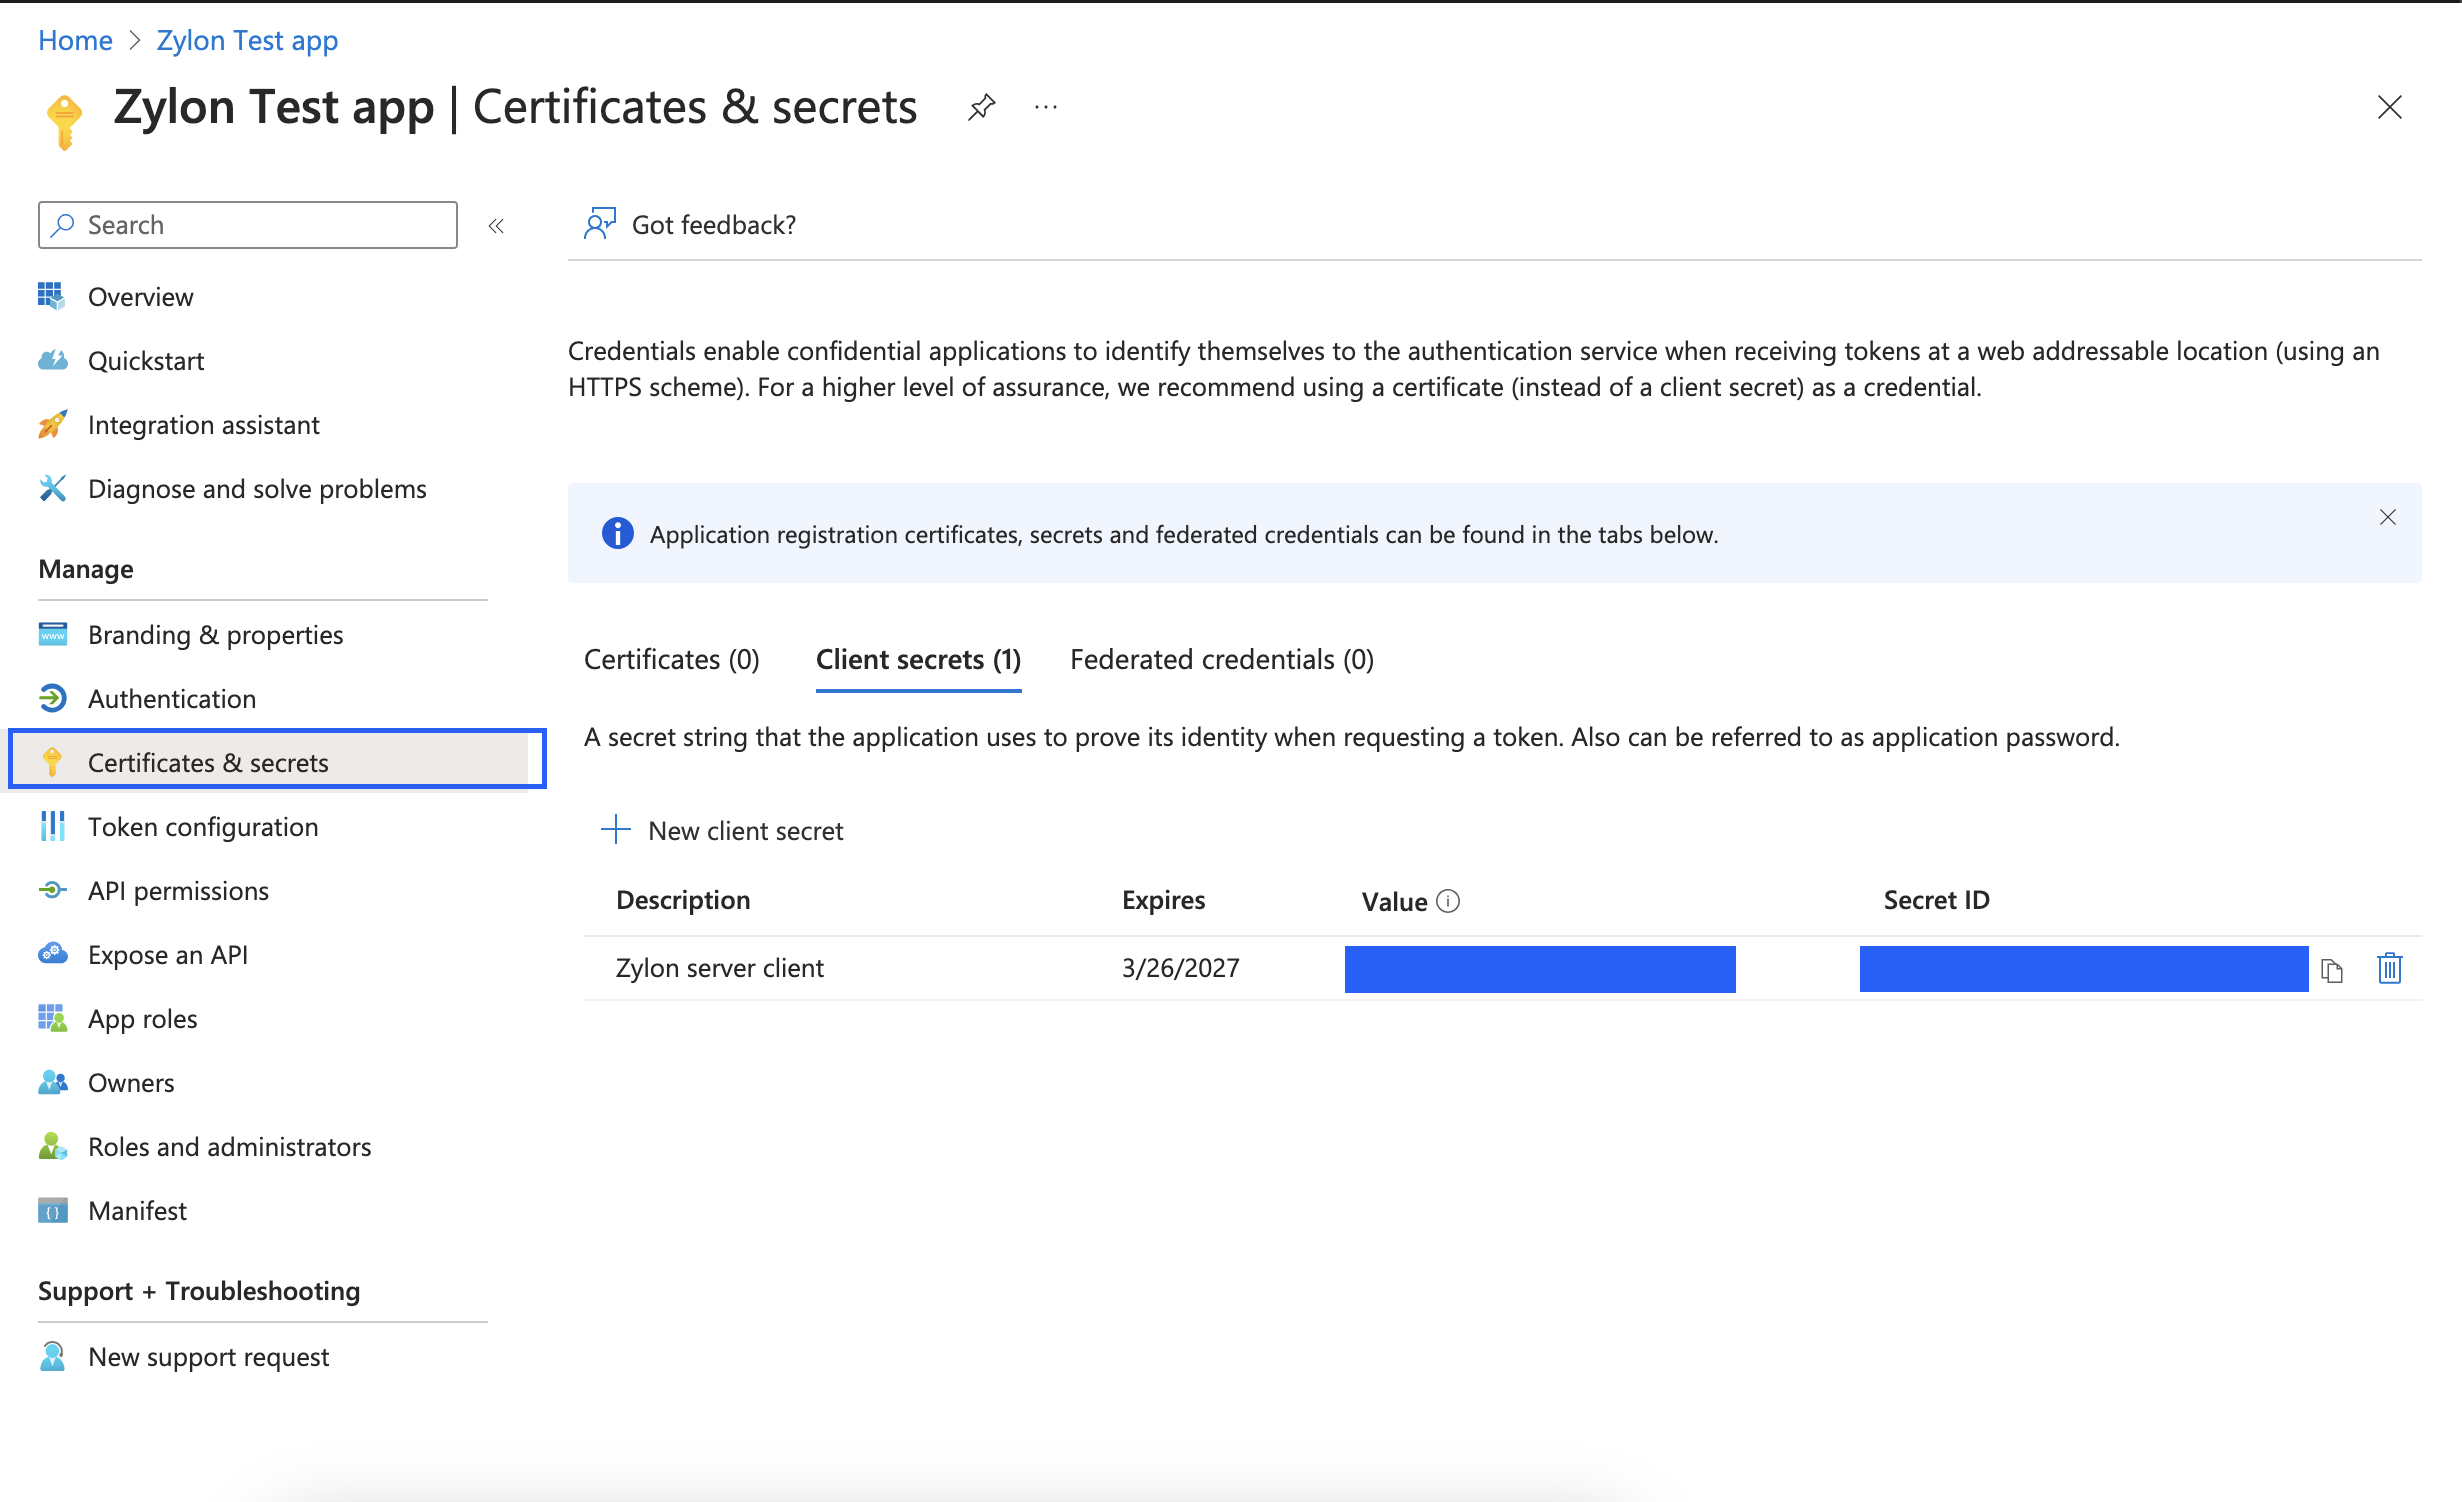 Home > Zylon Test app
Zylon Test app | Certificates & secrets
Search
Overview
Quickstart
Integration assistant
Diagnose and solve problems
Manage
Branding & properties
Authentication
Certificates & secrets
Token configuration
API permissions
Expose an API
App roles
Owners
Roles and administrators
Manifest
Support + Troubleshooting
New support request
Got feedback?
Credentials enable confidential applications to identify themselves to the authentication service when receiving tokens at a web addressable location (using an
HTTPS scheme). For a higher level of assurance, we recommend using a certificate (instead of a client secret) as a credential.
Application registration certificates, secrets and federated credentials can be found in the tabs below.
Certificates (0) Client secrets (1) Federated credentials (0)
A secret string that the application uses to prove its identity when requesting a token. Also can be referred to as application password.
New client secret
Description Expires Value Secret ID
Zylon server client 3/26/2027